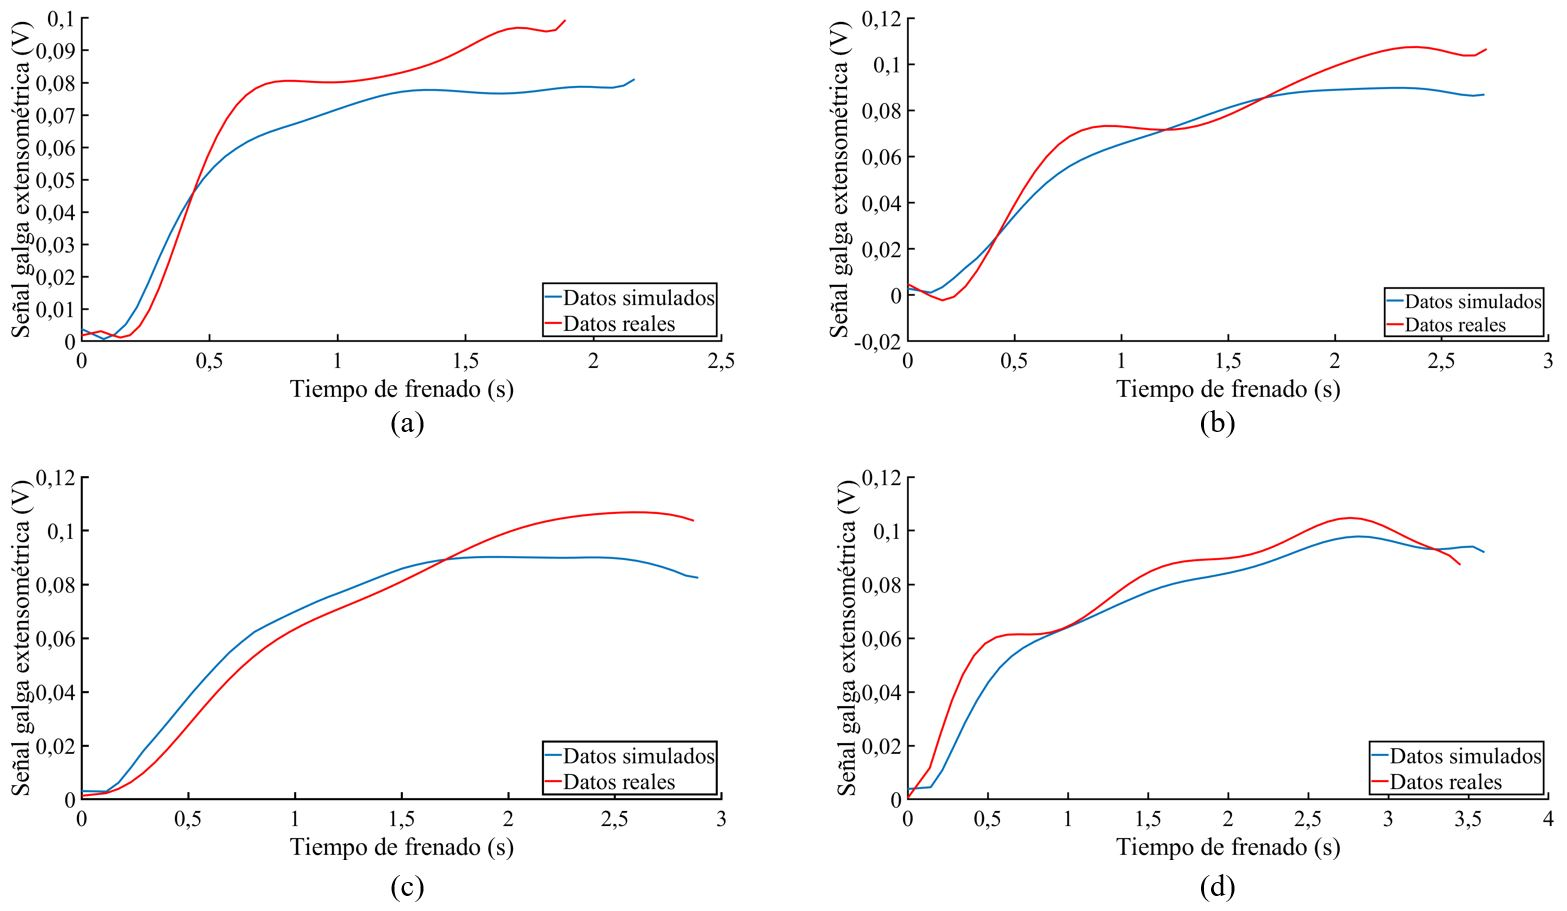 Señal galga extensométrica (V)
0,1
0,09
0,08
0,07
0,06
0,05
0,04
0,03
0,02
0,01
0
Datos simulados
Datos reales
0 0,5 1 1,5 2 2,5
Tiempo de frenado (s)
(a)
Señal galga extensométrica (V)
0,12
0,1
0,08
0,06
0,04
0,02
0
-0,02
Datos simulados
Datos reales
0 0,5 1 1,5 2 2,5 3
Tiempo de frenado (s)
(b)
Señal galga extensométrica (V)
0,12
0,1
0,08
0,06
0,04
0,02
0
Datos simulados
Datos reales
0 0,5 1 1,5 2 2,5 3
Tiempo de frenado (s)
(c)
Señal galga extensométrica (V)
0,12
0,1
0,08
0,06
0,04
0,02
0
Datos simulados
Datos reales
0 0,5 1 1,5 2 2,5 3 3,5 4
Tiempo de frenado (s)
(d)